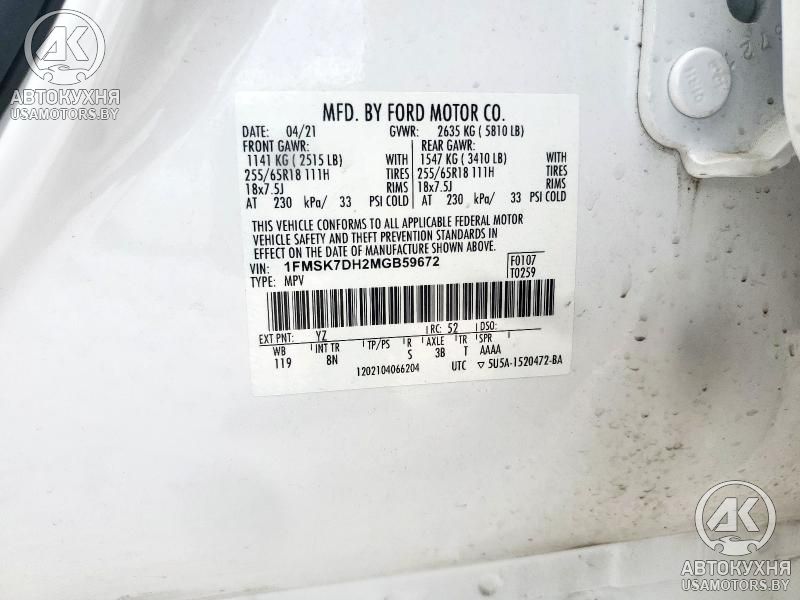 АК
АВТОКУХНЯ
USAMOTORS.BY
MFD. BY FORD MOTOR CO.
DATE: 04/21 GVWR: 2635 KG ( 5810 LB)
FRONT GAWR: REAR GAWR:
1141 KG ( 2515 LB) WITH 1547 KG ( 3410 LB) WITH
255/65R18 111H TIRES 255/65R18 111H TIRES
18x7.5J RIMS 18x7.5J RIMS
AT 230 kPa/ 33 PSI COLD AT 230 kPa/ 33 PSI COLD
THIS VEHICLE CONFORMS TO ALL APPLICABLE FEDERAL MOTOR
VEHICLE SAFETY AND THEFT PREVENTION STANDARDS IN
EFFECT ON THE DATE OF MANUFACTURE SHOWN ABOVE.
VIN: 1FMSK7DH2MGB59672 F0107
TYPE: MPV T0259
EXT PNT: YZ RC: 52 DSO:
WB INT TR TP/PS R AXLE TR SPR
119 8N S 3B T AAAA
1202104066204 UTC ▽ 5U5A-1520472-BA
АК
АВТОКУХНЯ
USAMOTORS.BY